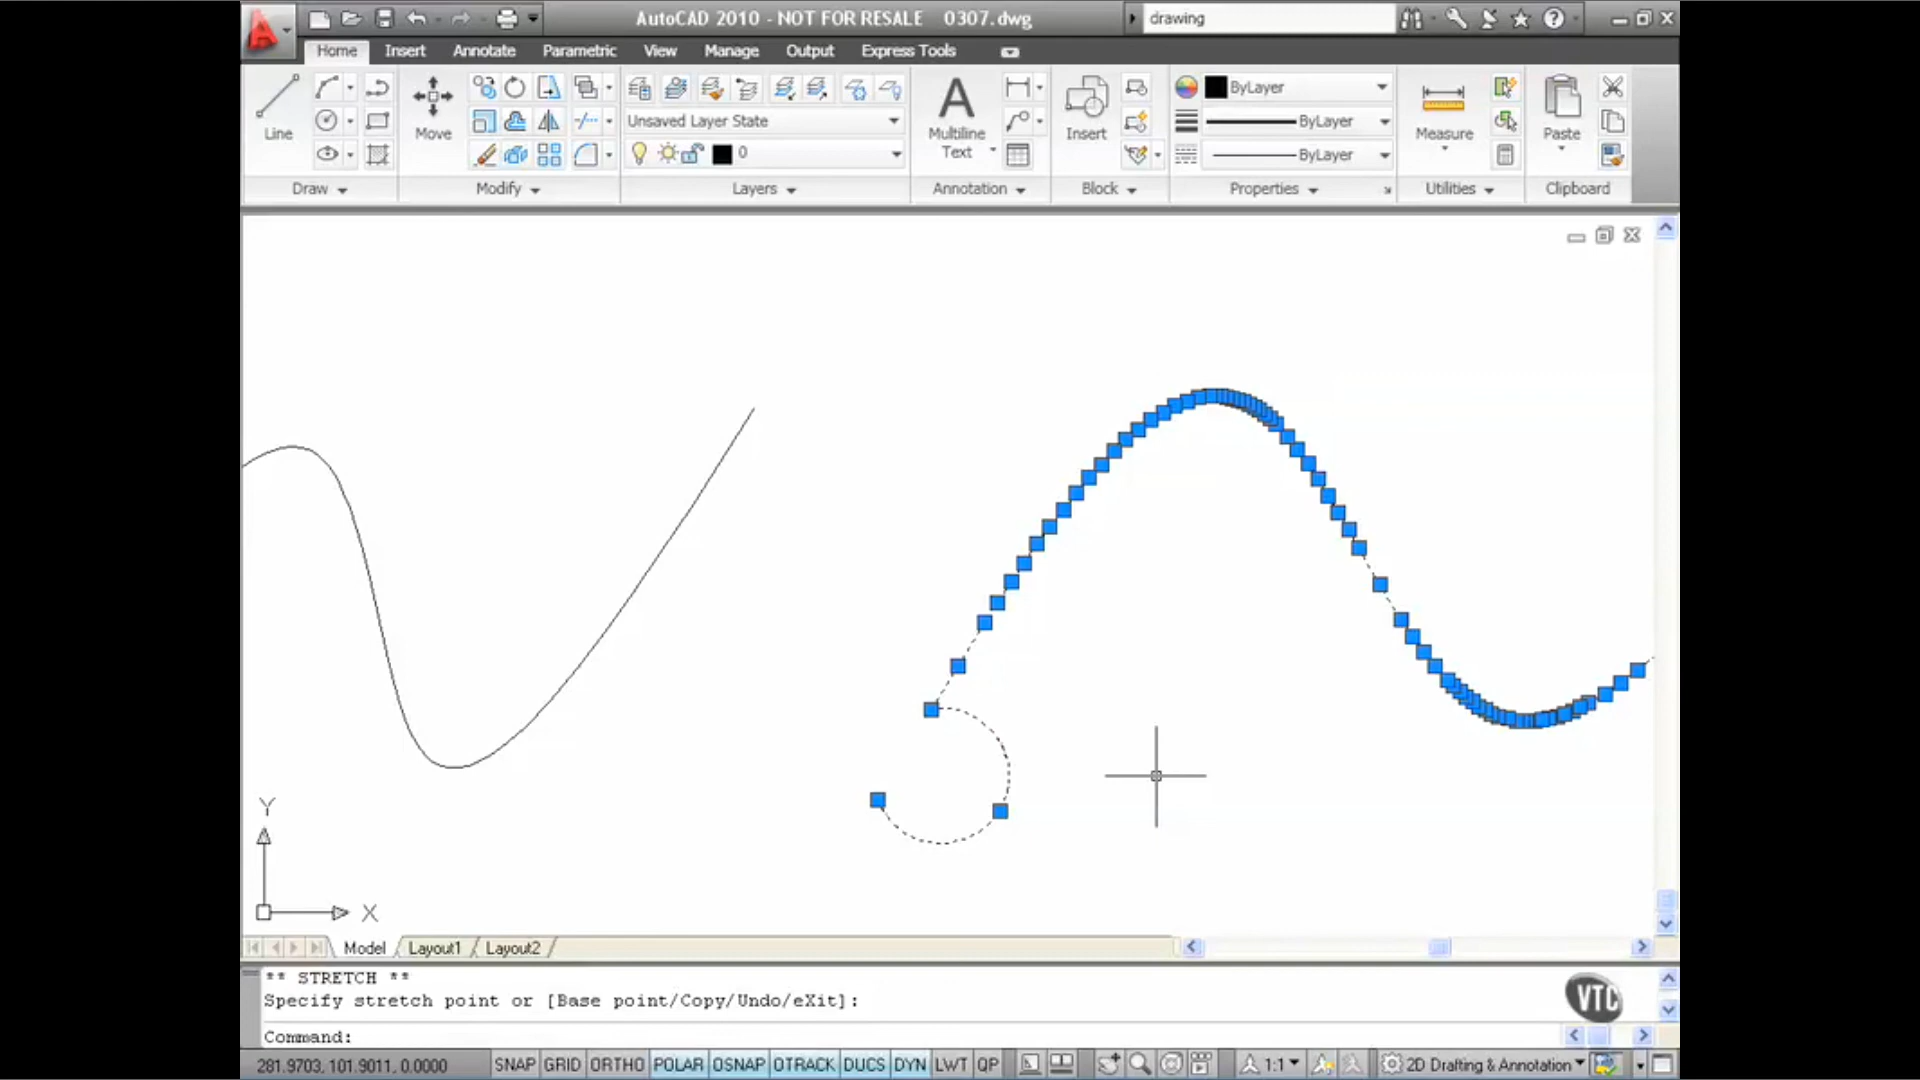 AutoCAD 2010 - NOT FOR RESALE 0307.dwg
drawing
Home Insert Annotate Parametric View Manage Output Express Tools
Line
Move
Unsaved Layer State
0
A
Multiline
Text
Insert
ByLayer
ByLayer
ByLayer
Measure
Paste
Draw Modify Layers Annotation Block Properties Utilities Clipboard
Y
X
Model Layout1 Layout2
** STRETCH **
Specify stretch point or [Base point/Copy/Undo/eXit]:
Command:
VTC
281.9703, 101.9011, 0.0000 SNAP GRID ORTHO POLAR OSNAP OTRACK DUCS DYN LWT QP 1:1 2D Drafting & Annotation